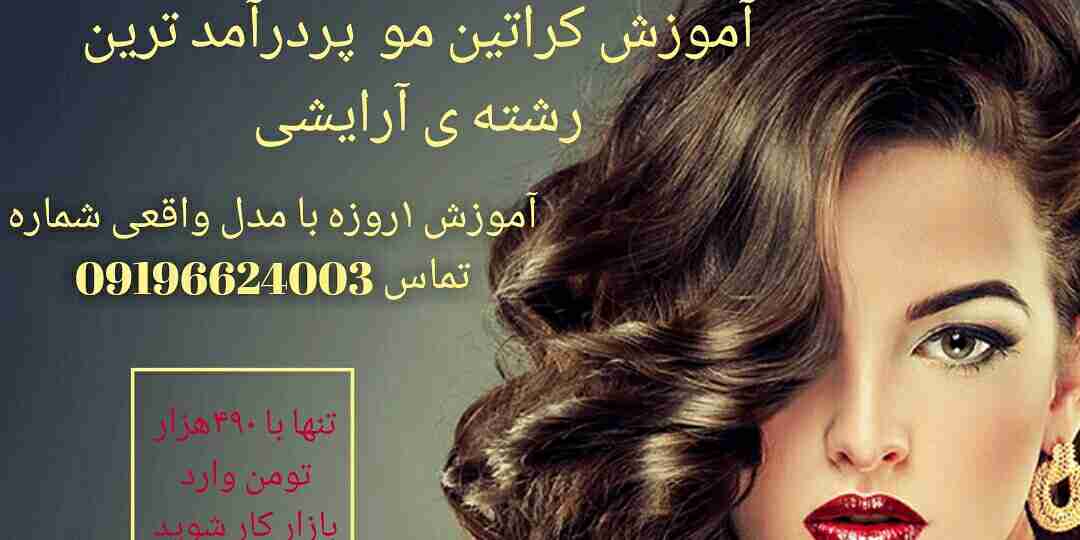 آموزش کراتین مو پردرآمد ترین
رشته ی آرایشی
آموزش ۱روزه با مدل واقعی شماره
تماس 09196624003
تنها با ۴۹۰هزار
تومن وارد
بازار کار شوید